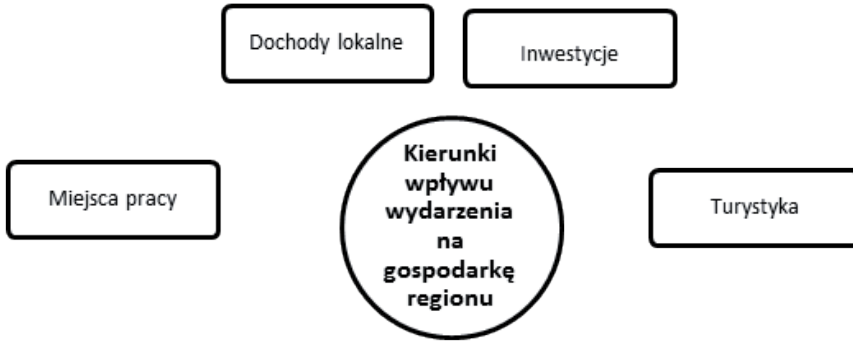 Dochody lokalne
Inwestycje
Miejsca pracy
Kierunki
wpływu
wydarzenia
na
gospodarkę
regionu
Turystyka